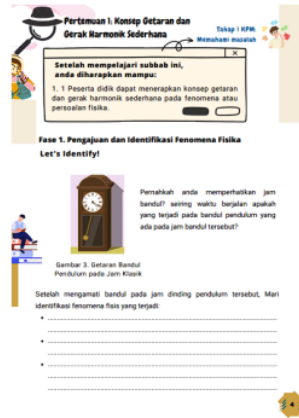 Pertemuan 1: Konsep Getaran dan
Gerak Harmonik Sederhana
Tahap 1 KPM:
Memahami masalah
Setelah mempelajari subbab ini,
anda diharapkan mampu:
1. 1 Peserta didik dapat menerapkan konsep getaran
dan gerak harmonik sederhana pada fenomena atau
persoalan fisika.
Fase 1. Pengajuan dan Identifikasi Fenomena Fisika
Let's Identify!
Pernahkah anda memperhatikan jam
bandul? seiring waktu berjalan apakah
yang terjadi pada bandul pendulum yang
ada pada jam bandul tersebut?
Gambar 3. Getaran Bandul
Pendulum pada Jam Klasik
Setelah mengamati bandul pada jam dinding pendulum tersebut, Mari
identifikasi fenomena fisis yang terjadi:
4